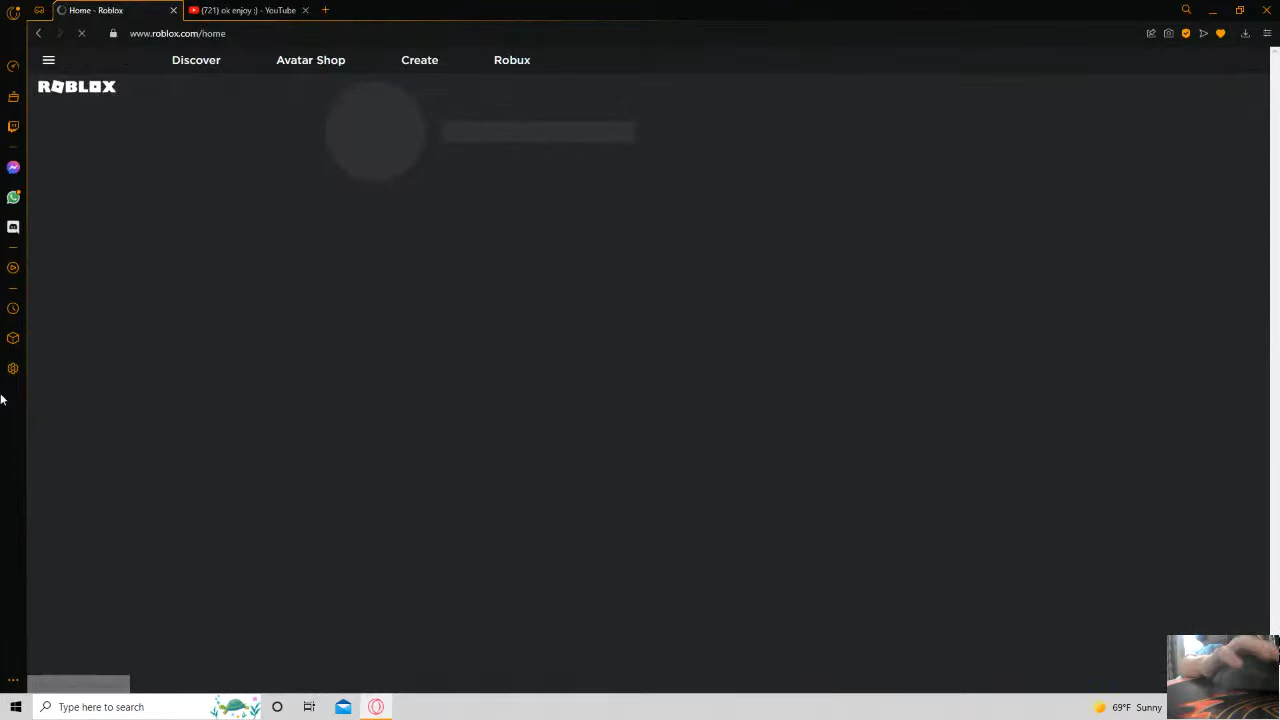 Home - Roblox
(721) ok enjoy :) - YouTube
www.roblox.com/home
Discover Avatar Shop Create Robux
ROBLOX
Type here to search
69°F Sunny